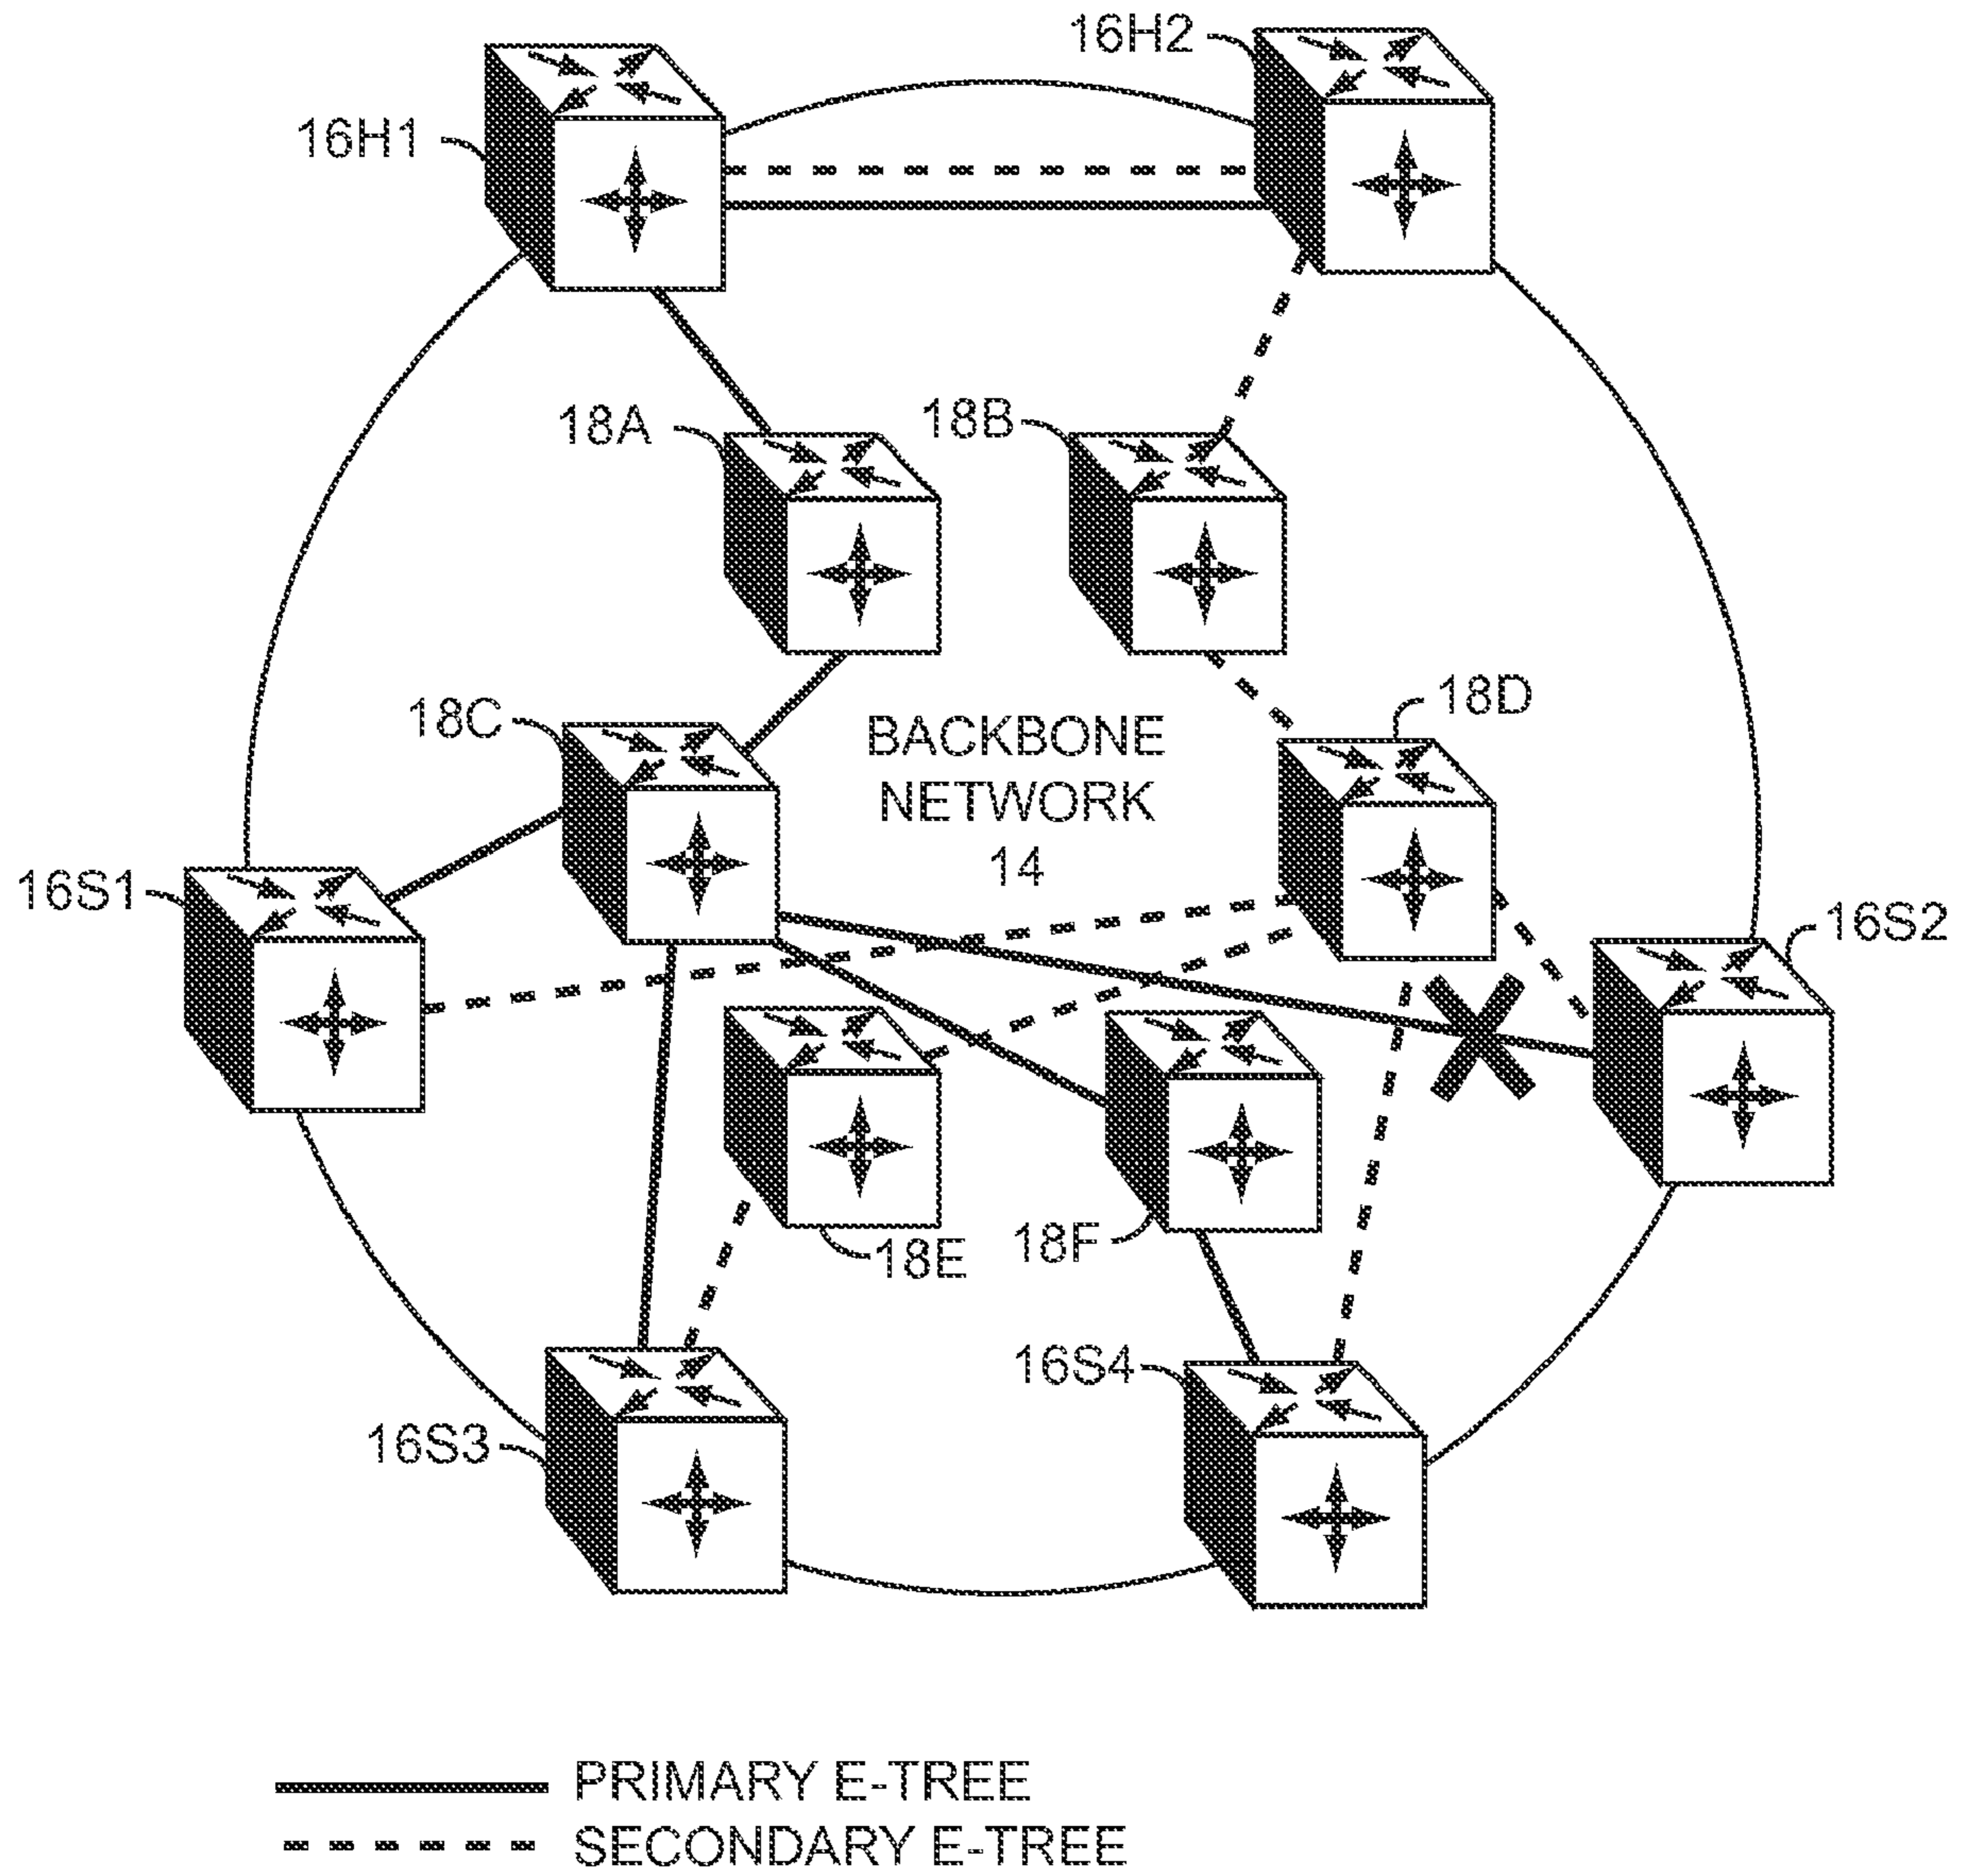 16H2
16H1
18A
18B
18C
18D
BACKBONE
NETWORK
14
16S1
16S2
18E
18F
16S4
16S3
PRIMARY E-TREE
SECONDARY E-TREE